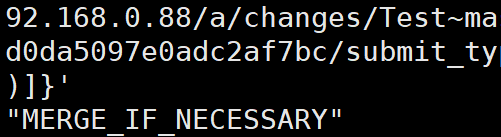 92.168.0.88/a/changes/Test~ma
d0da5097e0adc2af7bc/submit_ty
)]}'
"MERGE_IF_NECESSARY"